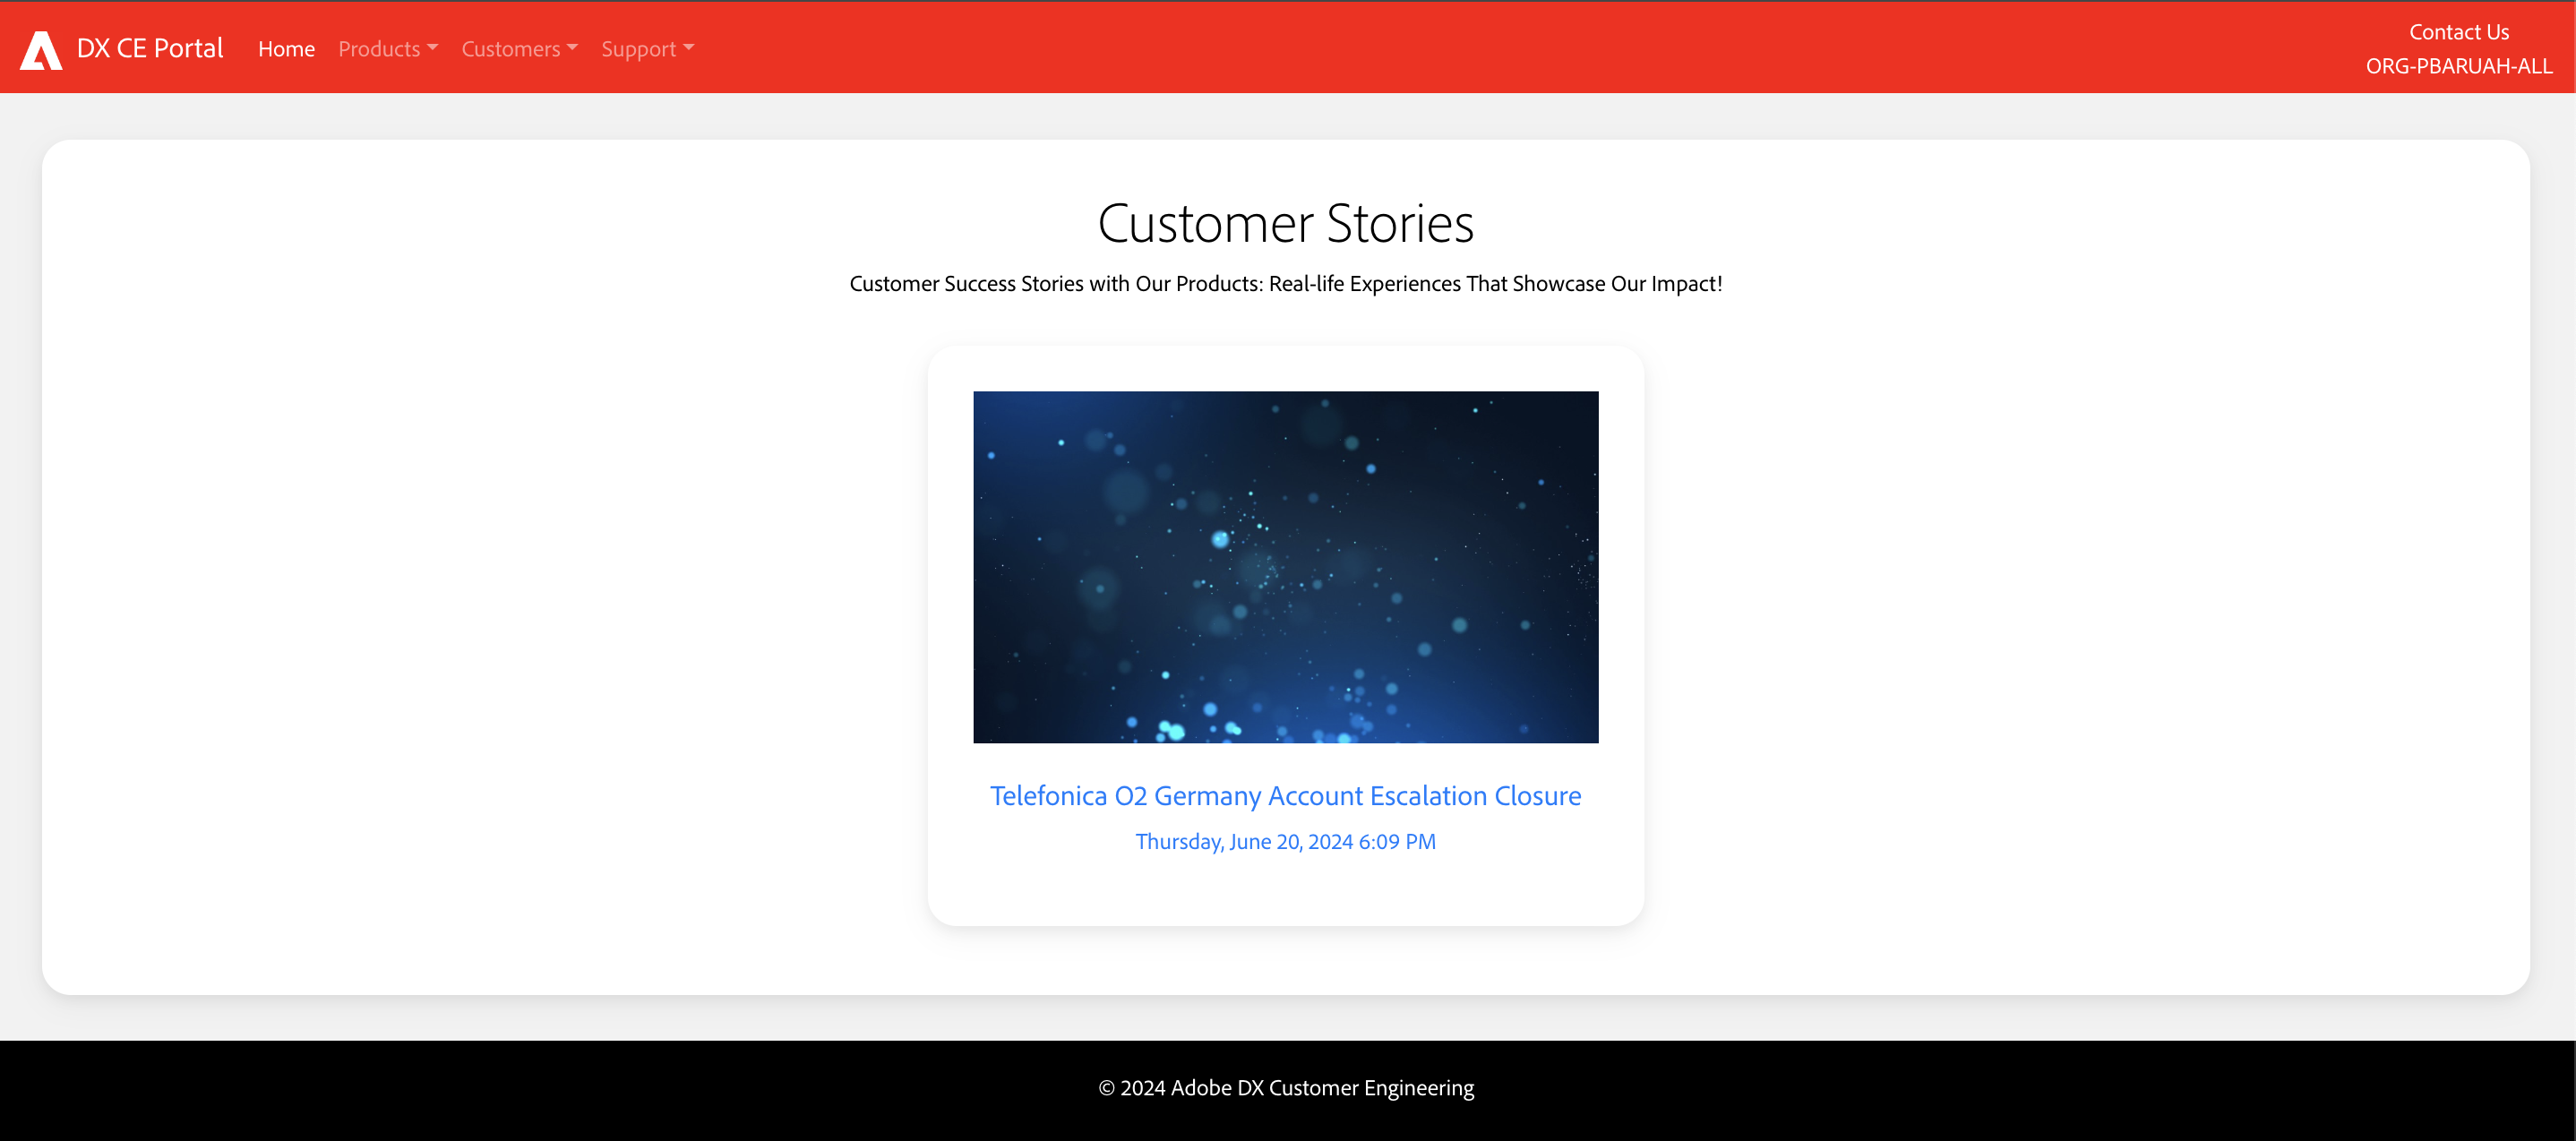 DX CE Portal Home Products Customers Support
Contact Us
ORG-PBARUAH-ALL
Customer Stories
Customer Success Stories with Our Products: Real-life Experiences That Showcase Our Impact!
Telefonica O2 Germany Account Escalation Closure
Thursday, June 20, 2024 6:09 PM
© 2024 Adobe DX Customer Engineering